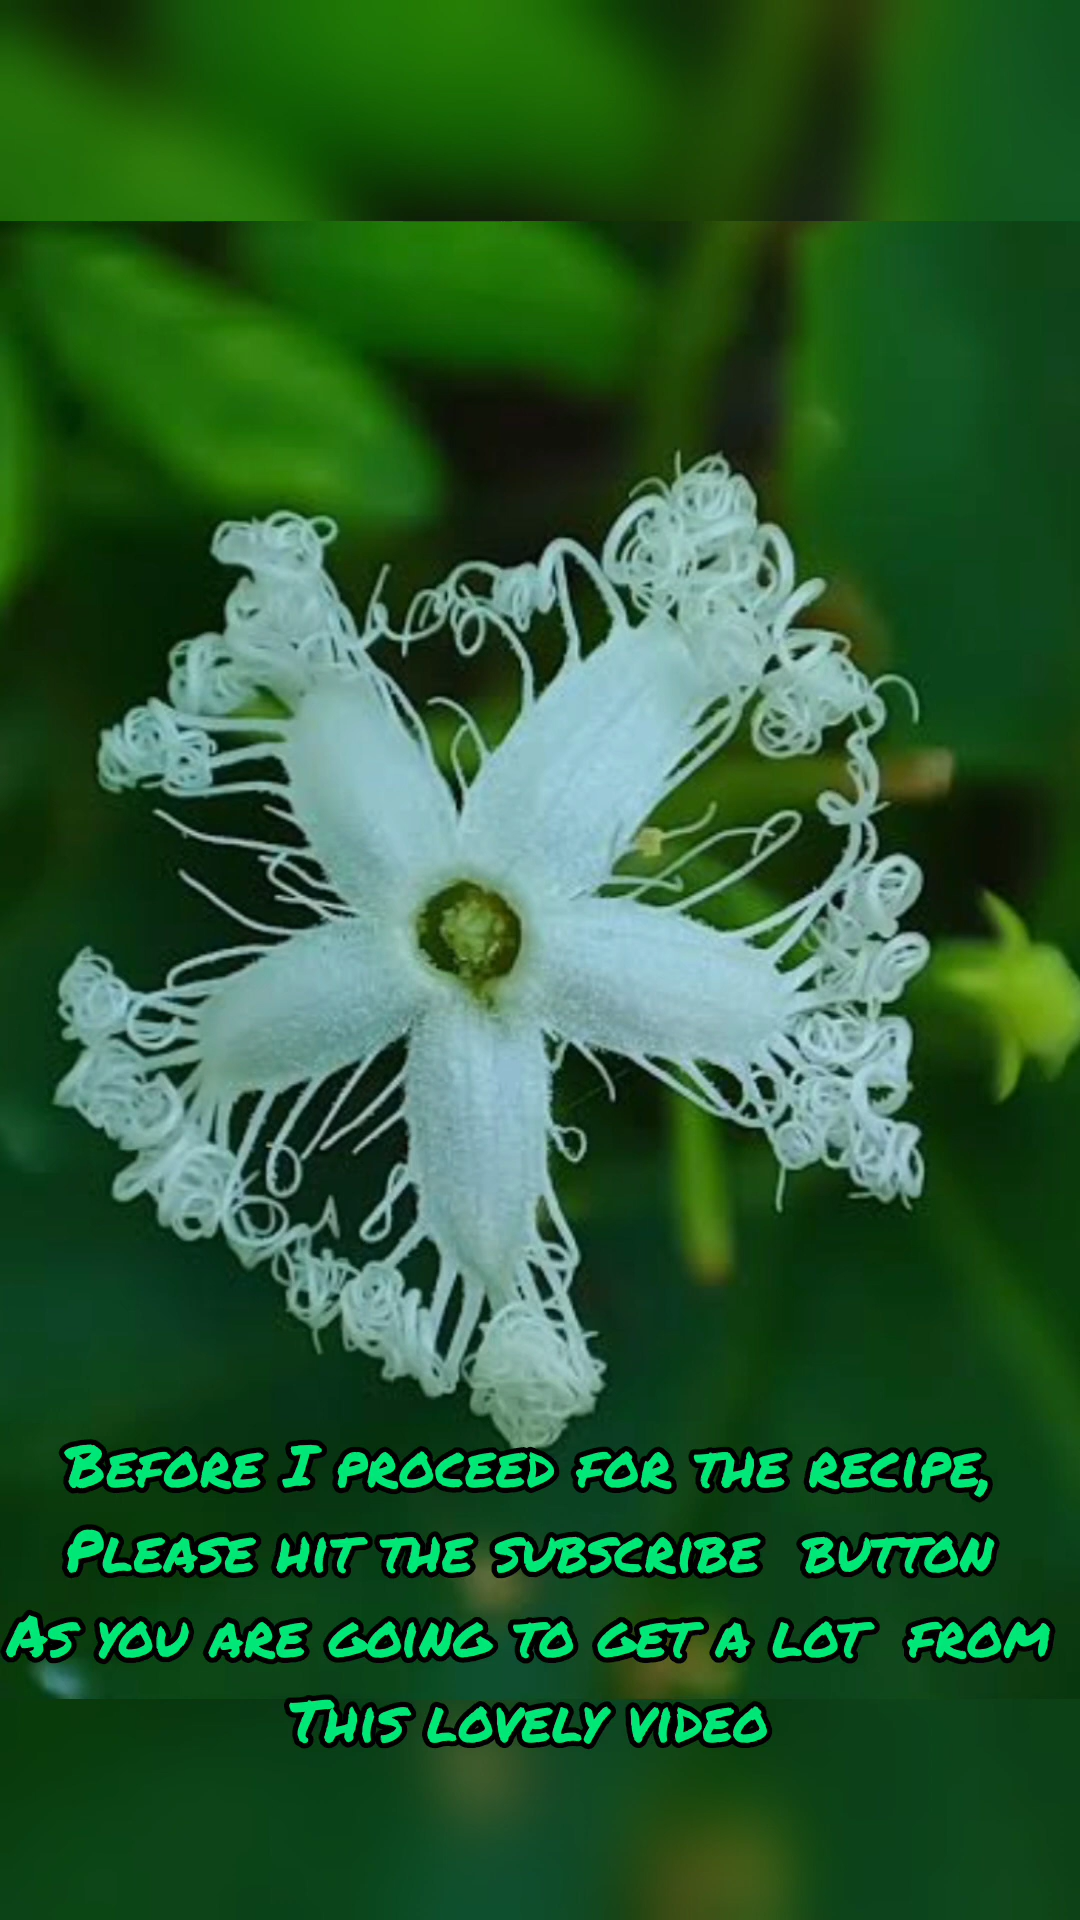 Before I proceed for the recipe,
Please hit the subscribe button
As you are going to get a lot from
This lovely video